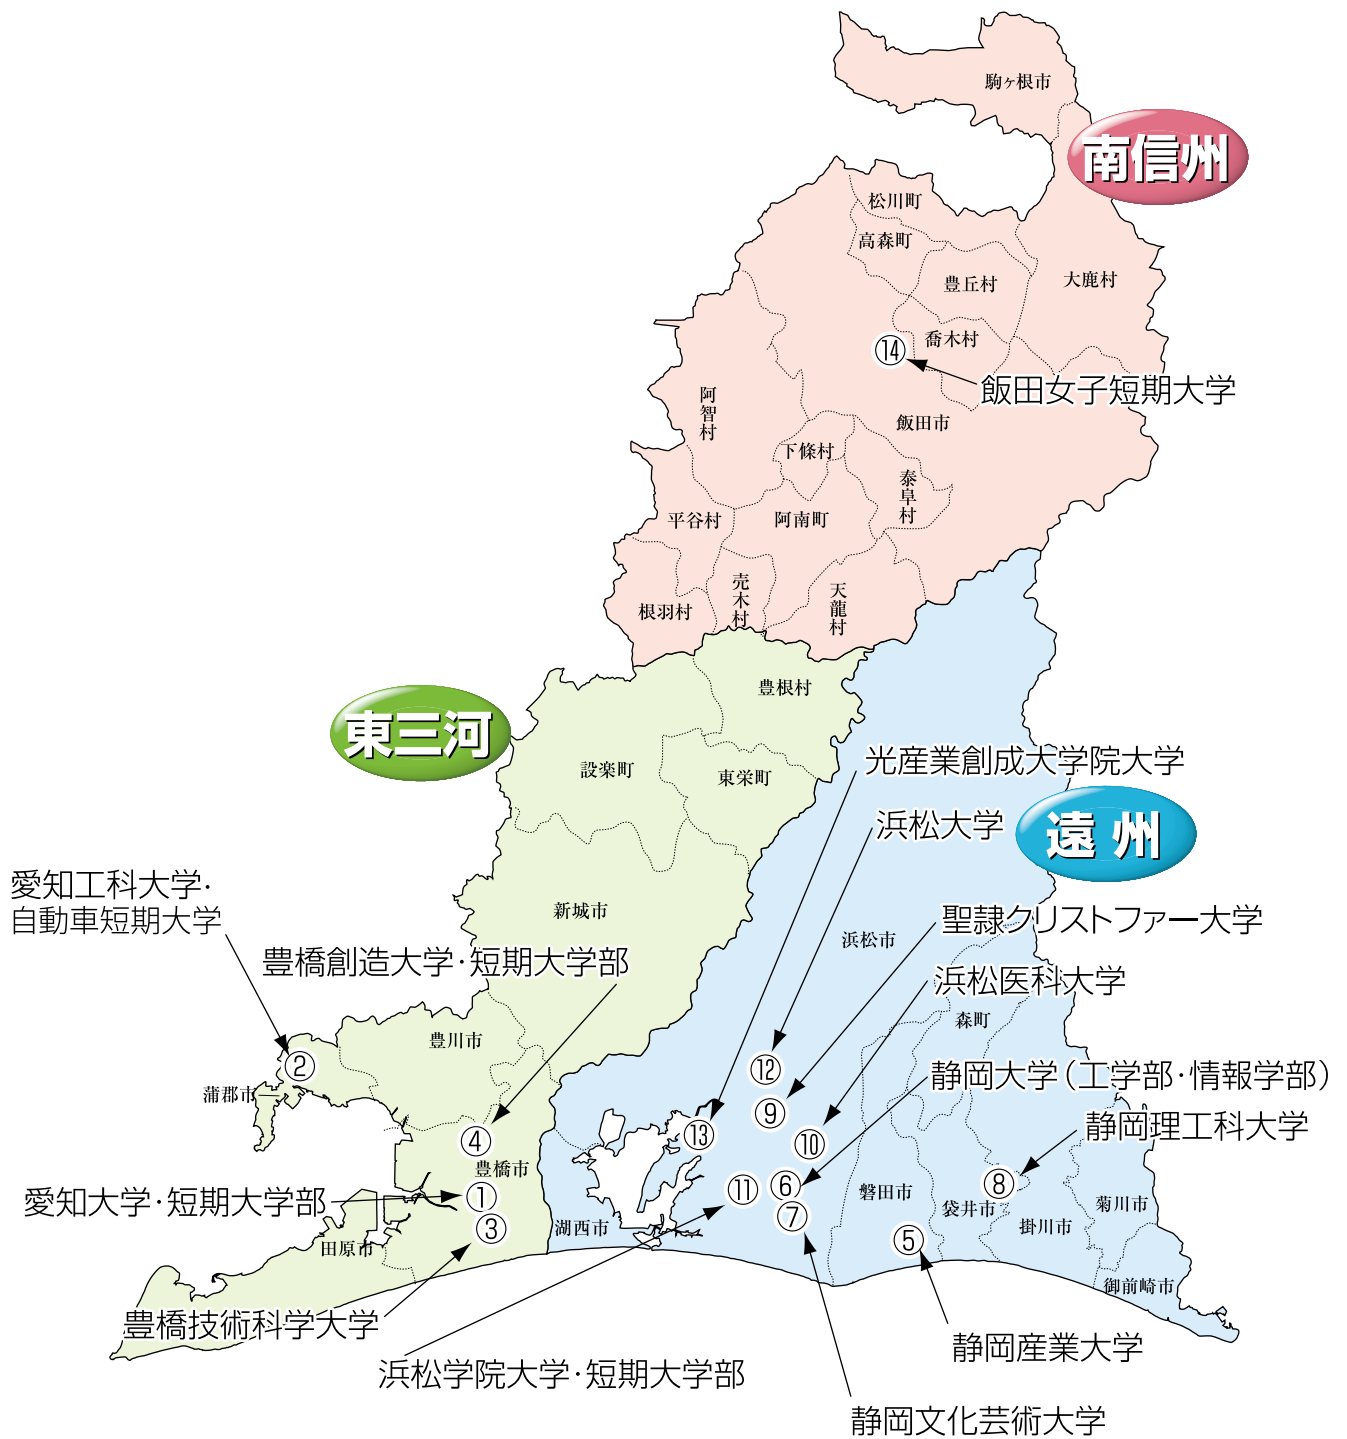 駒ヶ根市
南信州
松川町
高森町
大鹿村
豊丘村
喬木村
⑭
飯田女子短期大学
阿智村
飯田市
下條村
泰阜村
平谷村
阿南町
売木村
天龍村
根羽村
豊根村
東三河
設楽町
東栄町
光産業創成大学院大学
浜松大学
遠州
愛知工科大学・
自動車短期大学
新城市
聖隷クリストファー大学
浜松市
豊橋創造大学・短期大学部
浜松医科大学
森町
豊川市
②
⑫
静岡大学（工学部・情報学部）
蒲郡市
⑨
静岡理工科大学
⑬
④
⑩
豊橋市
⑪
⑥
⑧
愛知大学・短期大学部
①
磐田市
袋井市
菊川市
⑦
③
湖西市
掛川市
田原市
⑤
御前崎市
豊橋技術科学大学
静岡産業大学
浜松学院大学・短期大学部
静岡文化芸術大学